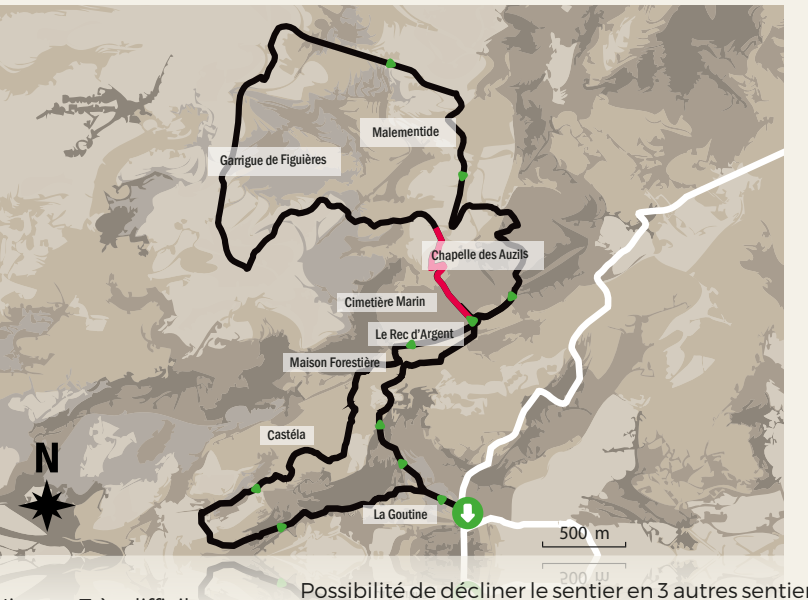 Malementide
Garrigue de Figuières
Chapelle des Auzils
Cimetière Marin
Le Rec d'Argent
Maison Forestière
Castéla
N
La Goutine
500 m
Possibilité de décliner le sentier en 3 autres sentier